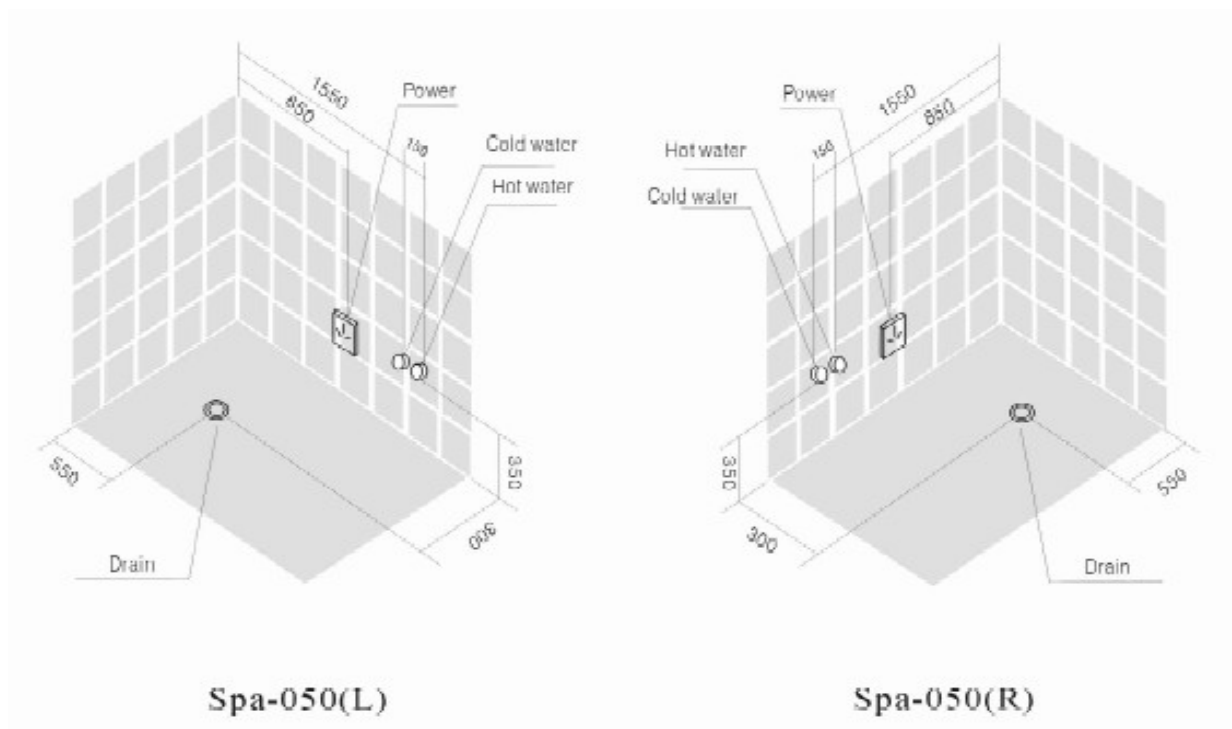 1550
850
150
Power
Cold water
Hot water
550
350
300
Drain
Spa-050(L)
1550
850
150
Power
Hot water
Cold water
350
300
550
Drain
Spa-050(R)